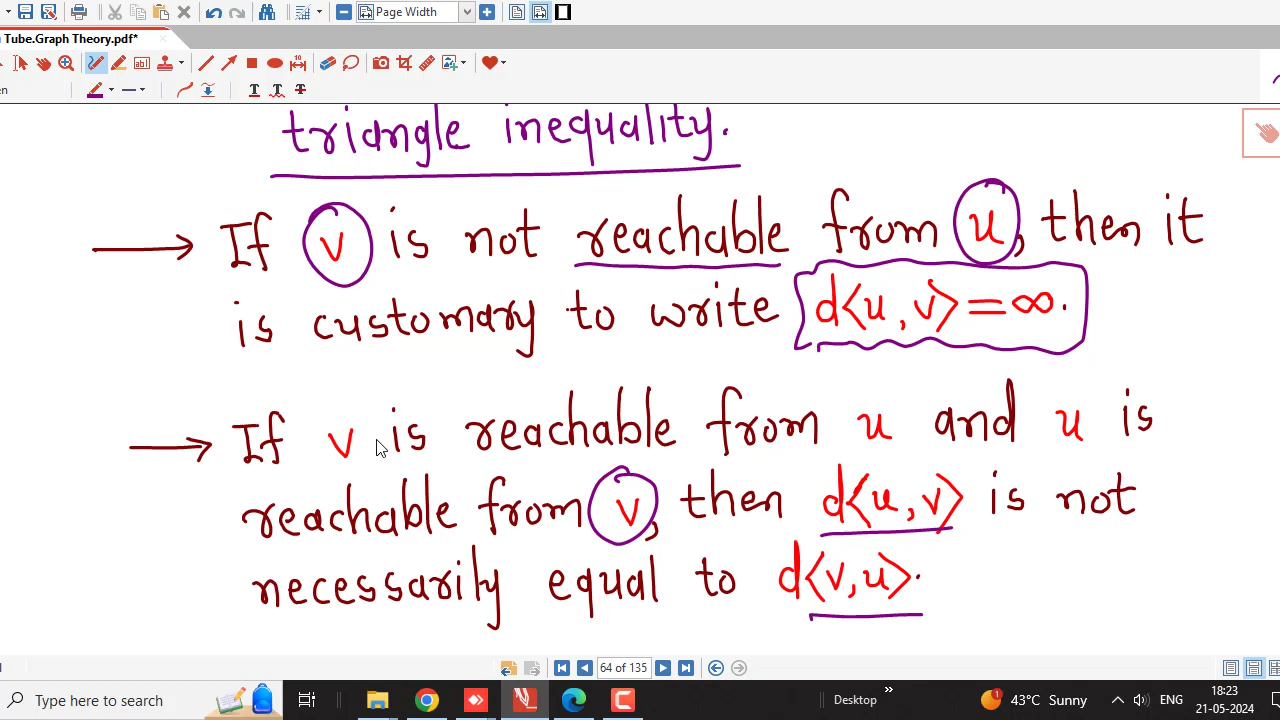 Page Width
Tube.Graph Theory.pdf*
triangle inequality.
→ If v is not reachable from u, then it
is customary to write d⟨u, v⟩ = ∞.
→ If v is reachable from u and u is
reachable from v, then d⟨u, v⟩ is not
necessarily equal to d⟨v, u⟩.
64 of 135
Type here to search
Desktop
1
43°C Sunny
ENG
18:23
21-05-2024